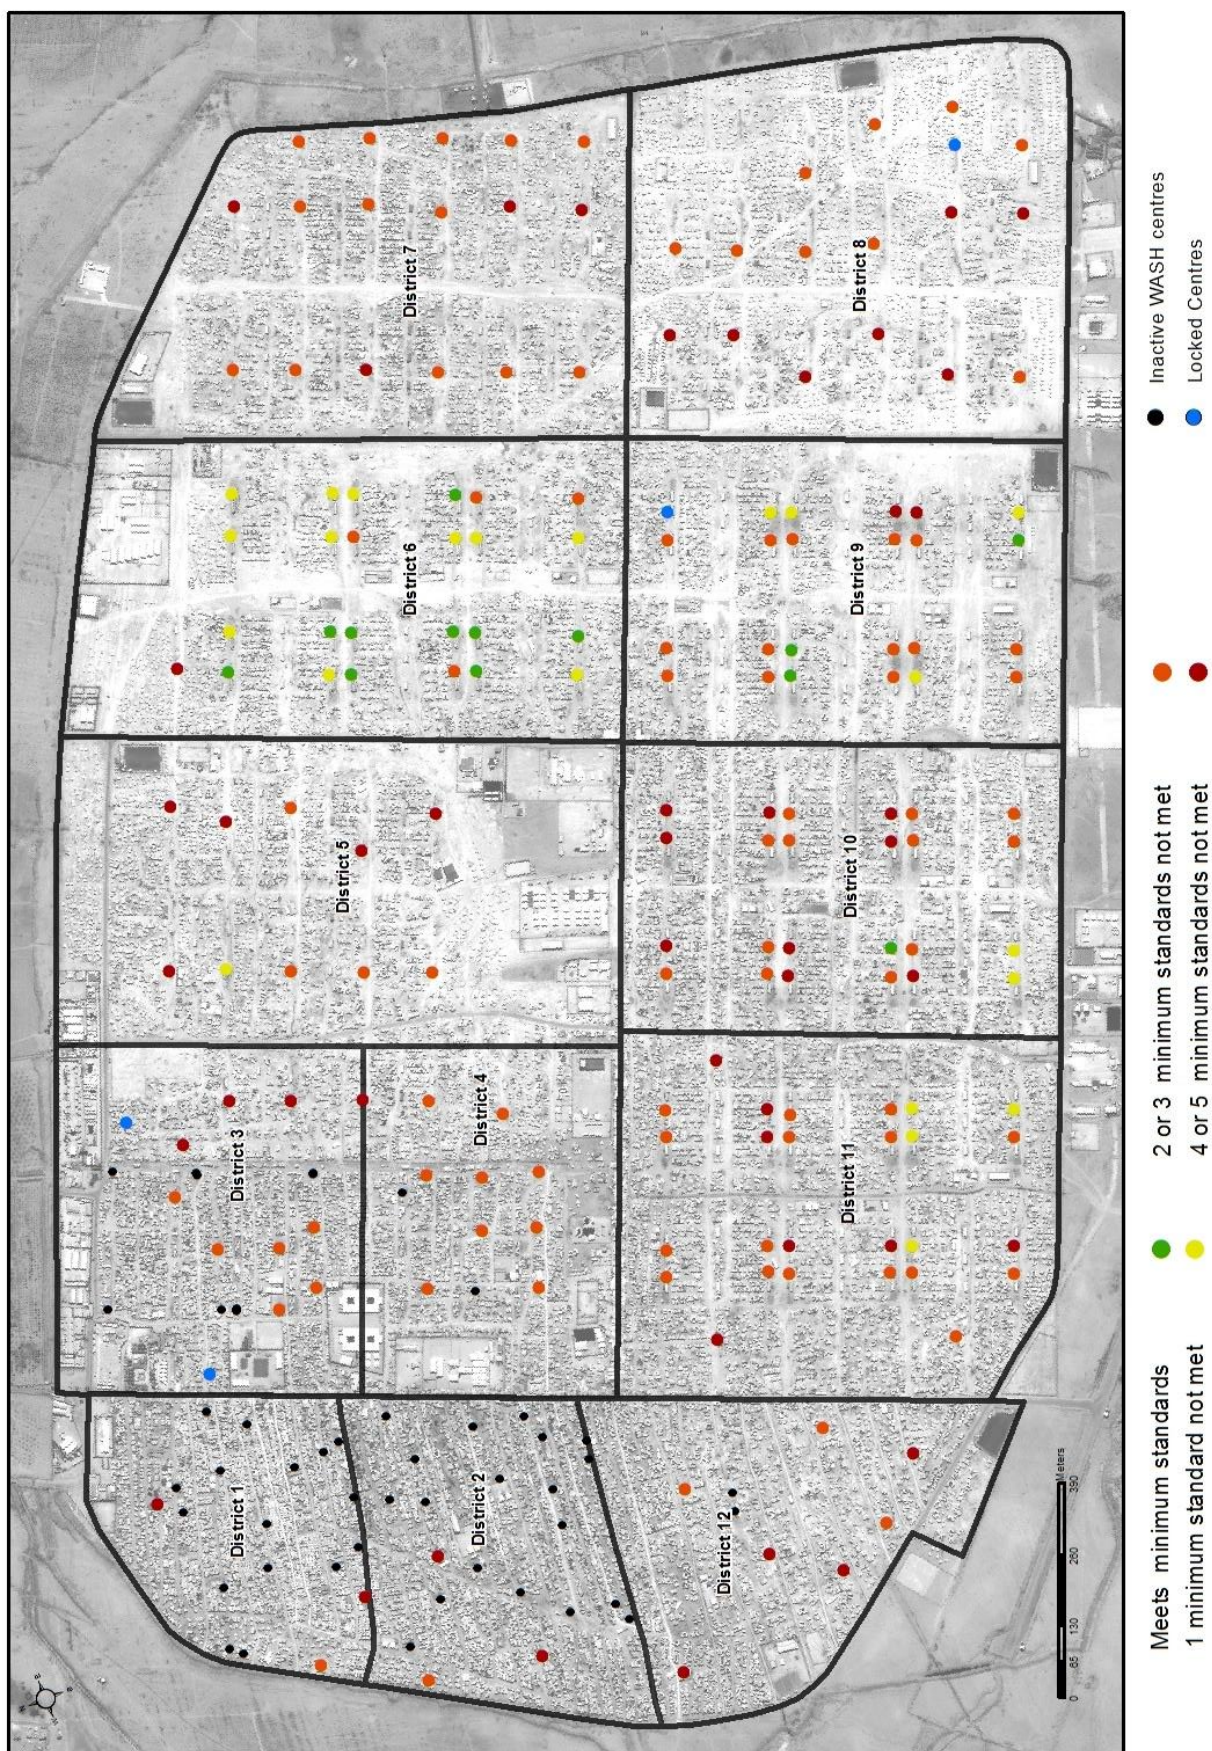 District 1
District 2
District 3
District 4
District 5
District 6
District 7
District 8
District 9
District 10
District 11
District 12
0 65 130 260 390
Meters
Meets minimum standards
1 minimum standard not met
2 or 3 minimum standards not met
4 or 5 minimum standards not met
Inactive WASH centres
Locked Centres